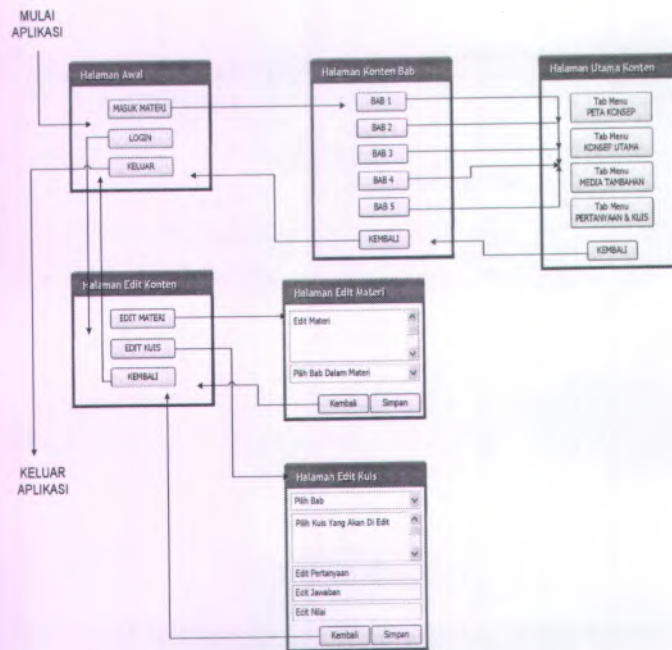 MULAI
APLIKASI
Halaman Awal
MASUK MATERI
LOGIN
KELUAR
Halaman Konten Bab
BAB 1
BAB 2
BAB 3
BAB 4
BAB 5
KEMBALI
Halaman Utama Konten
Tab Menu
PETA KONSEP
Tab Menu
KONSEP UTAMA
Tab Menu
MEDIA TAMBAHAN
Tab Menu
PERTANYAAN & KUIS
KEMBALI
Halaman Edit Konten
EDIT MATERI
EDIT KUIS
KEMBALI
Halaman Edit Materi
Edit Materi
Pilih Bab Dalam Materi
Kembali
Simpan
KELUAR
APLIKASI
Halaman Edit Kuis
Pilih Bab
Pilih Kuis Yang Akan Di Edit
Edit Pertanyaan
Edit Jawaban
Edit Nilai
Kembali
Simpan